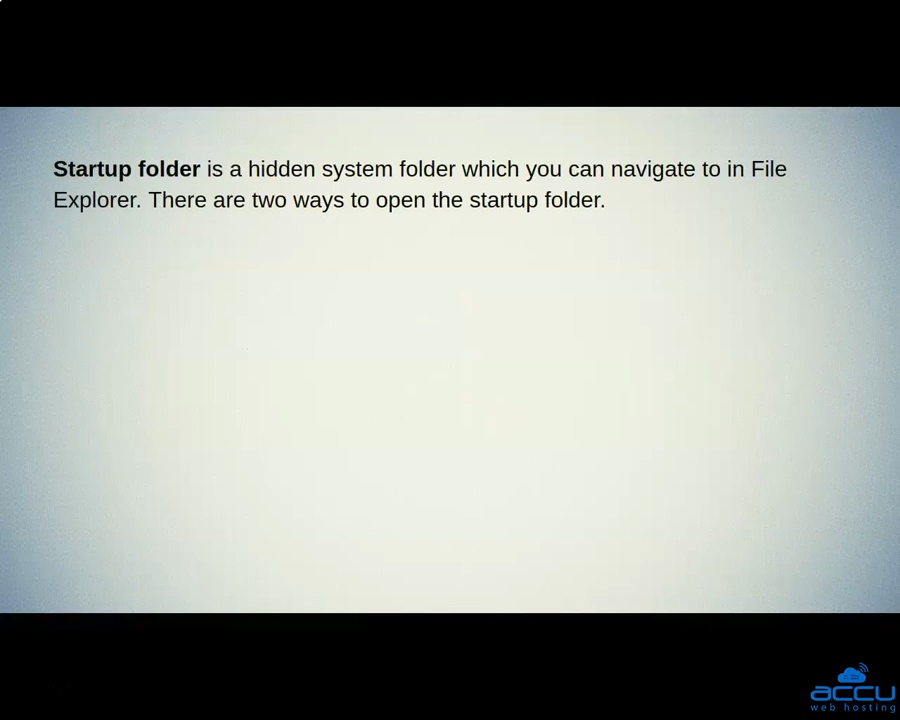 Startup folder is a hidden system folder which you can navigate to in File
Explorer. There are two ways to open the startup folder.
accu
web hosting